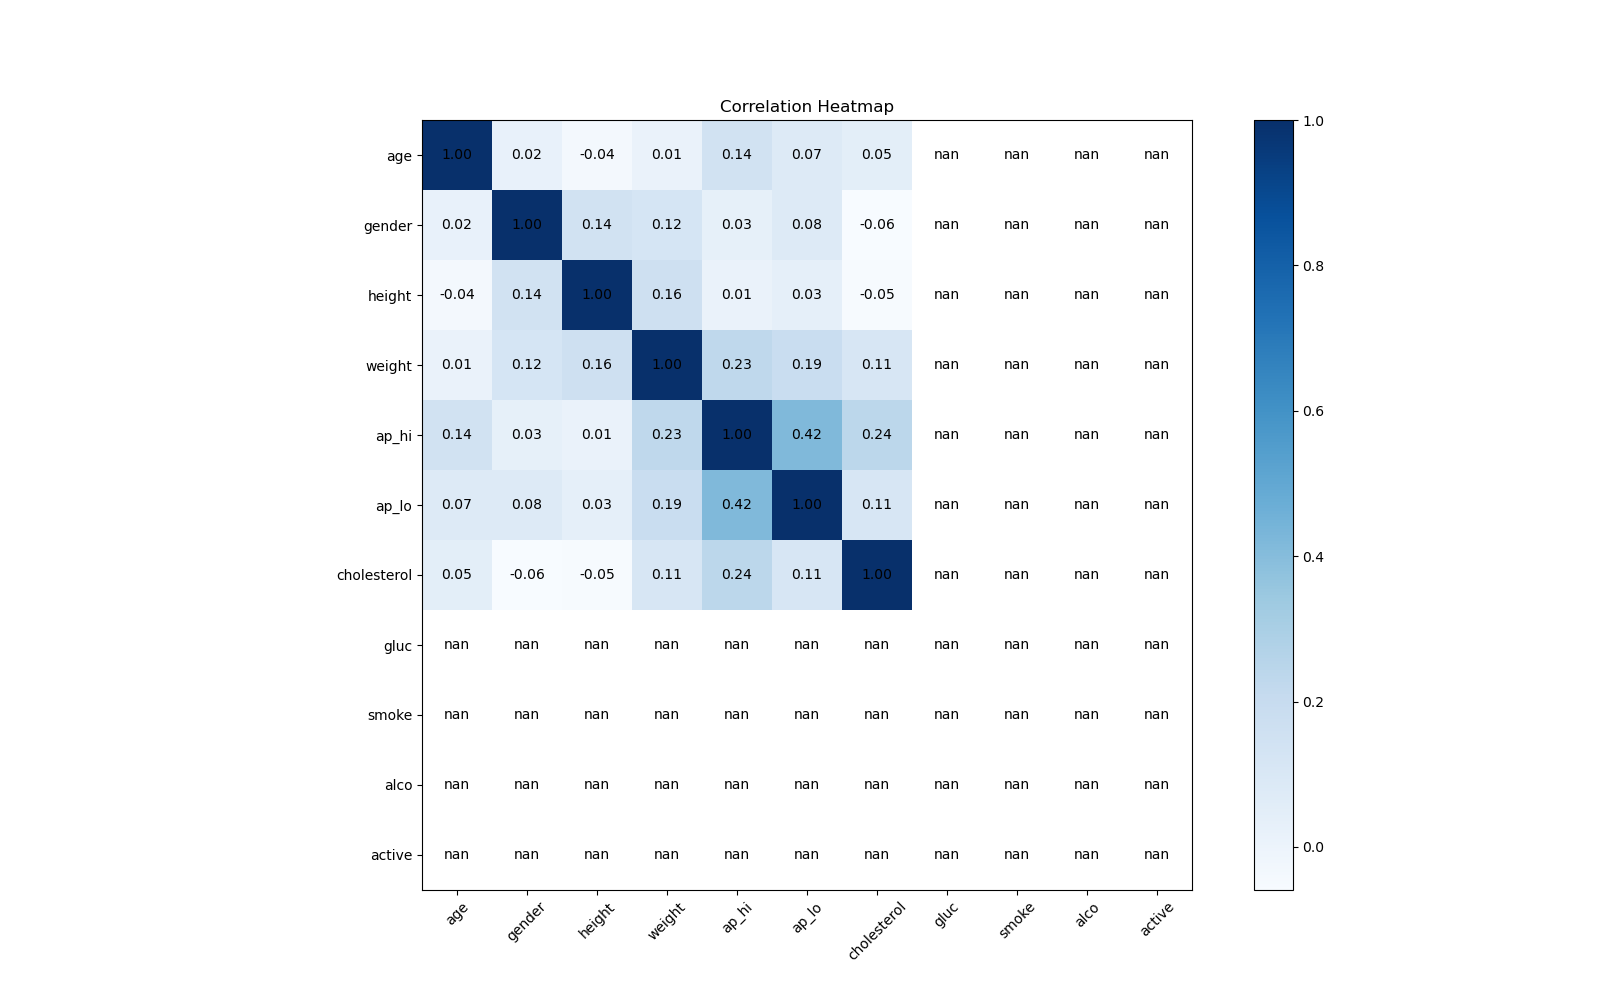 Correlation Heatmap
age 1.00 0.02 -0.04 0.01 0.14 0.07 0.05 nan nan nan nan
gender 0.02 1.00 0.14 0.12 0.03 0.08 -0.06 nan nan nan nan
height -0.04 0.14 1.00 0.16 0.01 0.03 -0.05 nan nan nan nan
weight 0.01 0.12 0.16 1.00 0.23 0.19 0.11 nan nan nan nan
ap_hi 0.14 0.03 0.01 0.23 1.00 0.42 0.24 nan nan nan nan
ap_lo 0.07 0.08 0.03 0.19 0.42 1.00 0.11 nan nan nan nan
cholesterol 0.05 -0.06 -0.05 0.11 0.24 0.11 1.00 nan nan nan nan
gluc nan nan nan nan nan nan nan nan nan nan nan
smoke nan nan nan nan nan nan nan nan nan nan nan
alco nan nan nan nan nan nan nan nan nan nan nan
active nan nan nan nan nan nan nan nan nan nan nan
age gender height weight ap_hi ap_lo cholesterol gluc smoke alco active
1.0
0.8
0.6
0.4
0.2
0.0